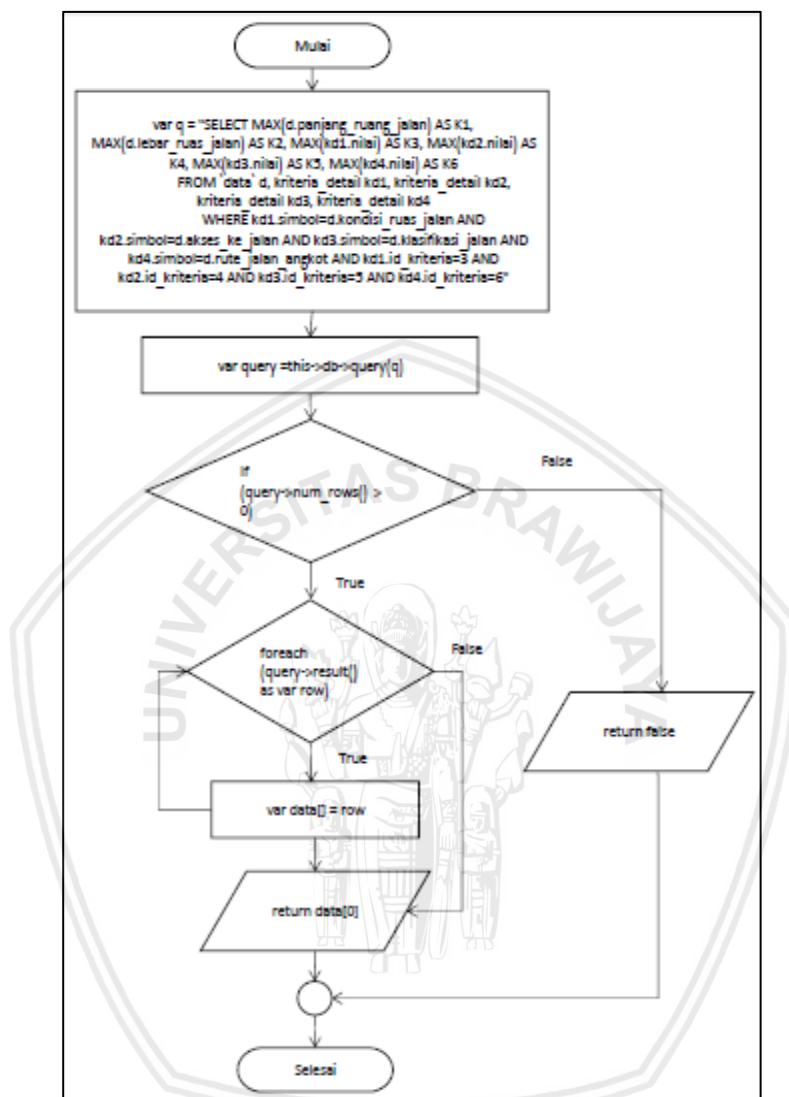 Mulai
var q = "SELECT MAX(d.panjang_ruang_jalan) AS K1,
MAX(d.lebar_ruas_jalan) AS K2, MAX(kd1.nilai) AS K3, MAX(kd2.nilai) AS
K4, MAX(kd3.nilai) AS K5, MAX(kd4.nilai) AS K6
FROM `data` d, kriteria_detail kd1, kriteria_detail kd2,
kriteria_detail kd3, kriteria_detail kd4
WHERE kd1.simbol=d.kondisi_ruas_jalan AND
kd2.simbol=d.akses_ke_jalan AND kd3.simbol=d.klasifikasi_jalan AND
kd4.simbol=d.rute_jalan_angkot AND kd1.id_kriteria=3 AND
kd2.id_kriteria=4 AND kd3.id_kriteria=5 AND kd4.id_kriteria=6"
var query =this->db->query(q)
If
(query->num_rows() >
0)
False
True
foreach
(query->result()
as var row)
False
True
var data[] = row
return false
return data[0]
Selesai
UNIVERSITAS BRAWIJAYA